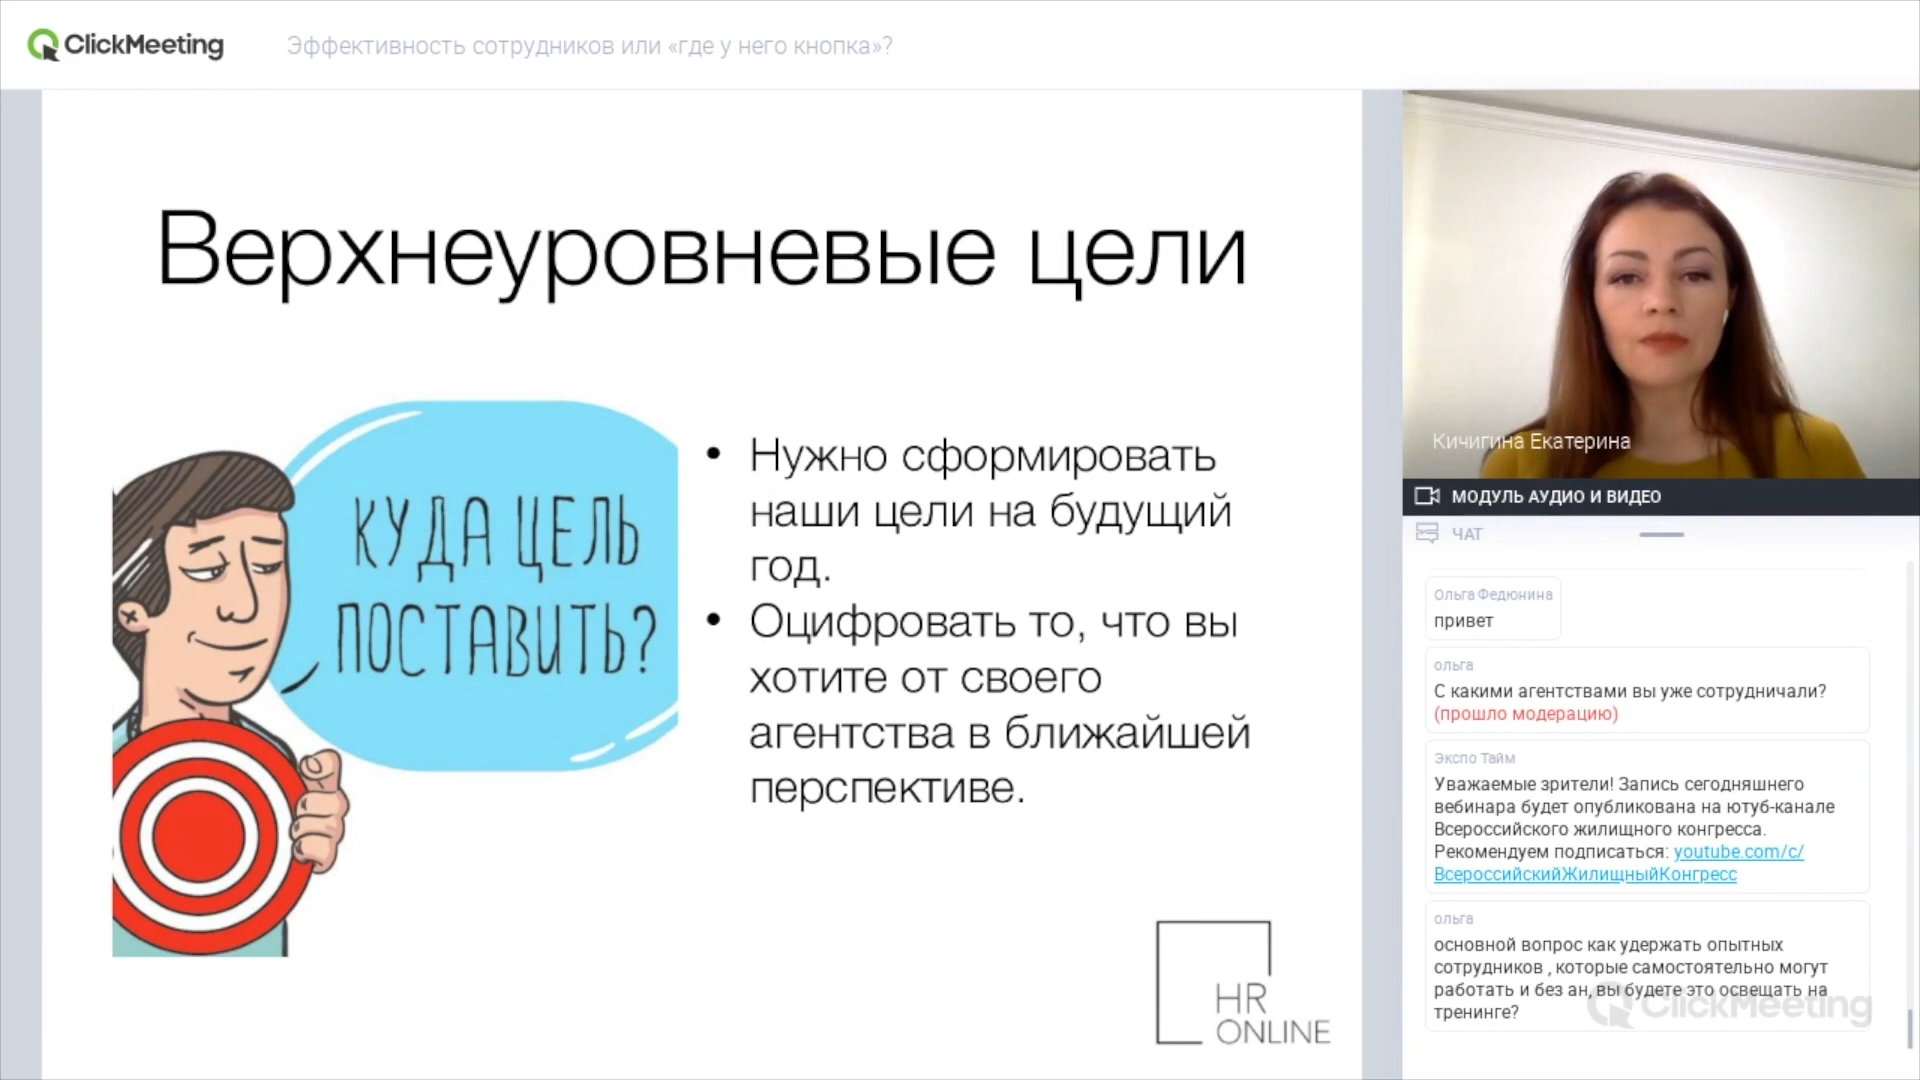 ClickMeeting
Эффективность сотрудников или «где у него кнопка»?
Верхнеуровневые цели
КУДА ЦЕЛЬ
ПОСТАВИТЬ?
• Нужно сформировать
наши цели на будущий
год.
• Оцифровать то, что вы
хотите от своего
агентства в ближайшей
перспективе.
HR
ONLINE
Кичигина Екатерина
МОДУЛЬ АУДИО И ВИДЕО
ЧАТ
Ольга Федюнина
привет
ольга
С какими агентствами вы уже сотрудничали?
(прошло модерацию)
Экспо Тайм
Уважаемые зрители! Запись сегодняшнего
вебинара будет опубликована на ютуб-канале
Всероссийского жилищного конгресса.
Рекомендуем подписаться: youtube.com/c/
ВсероссийскийЖилищныйКонгресс
ольга
основной вопрос как удержать опытных
сотрудников , которые самостоятельно могут
работать и без ан, вы будете это освещать на
тренинге?
ClickMeeting